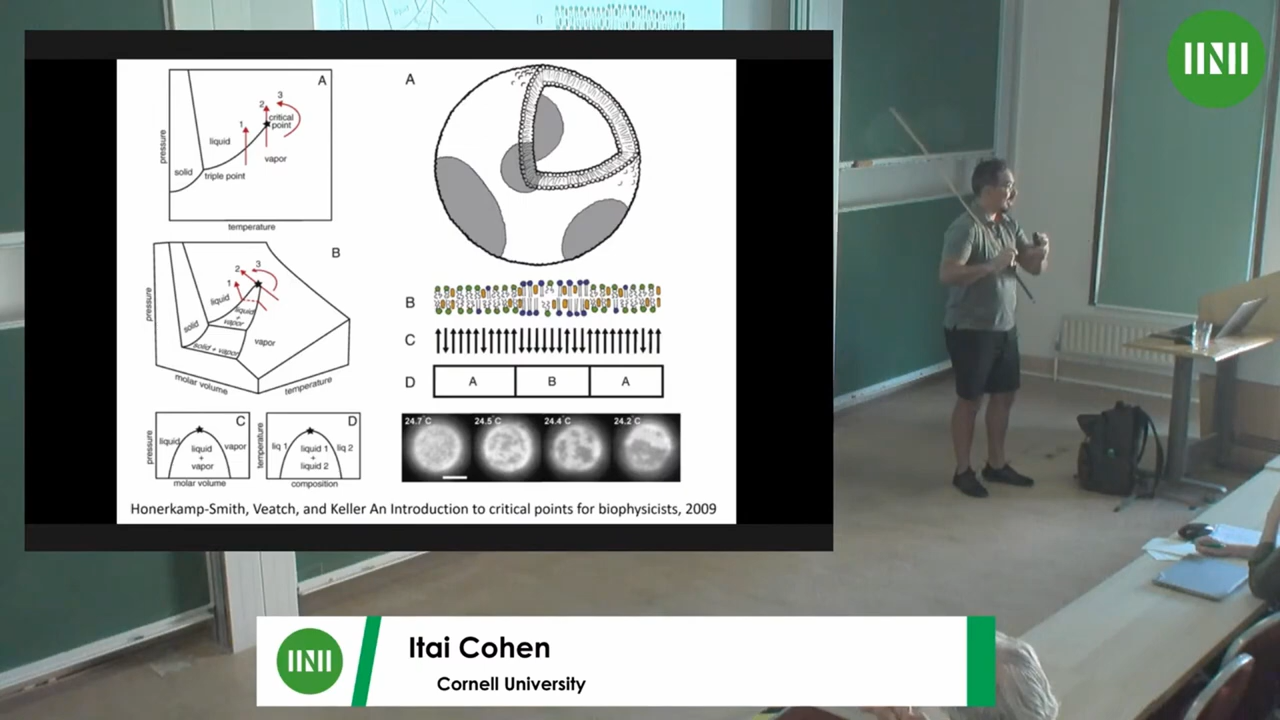 A
3
2
critical
point
1
liquid
vapor
solid
triple point
pressure
temperature
B
2
3
1
liquid
liquid
+
vapor
solid
vapor
solid + vapor
pressure
molar volume
temperature
C
liquid
liquid
+
vapor
vapor
pressure
molar volume
D
liq 1
liquid 1
+
liquid 2
liq 2
temperature
composition
A
B
C
D
A B A
24.7°C 24.5°C 24.4°C 24.2°C
Honerkamp-Smith, Veatch, and Keller An Introduction to critical points for biophysicists, 2009
Itai Cohen
Cornell University